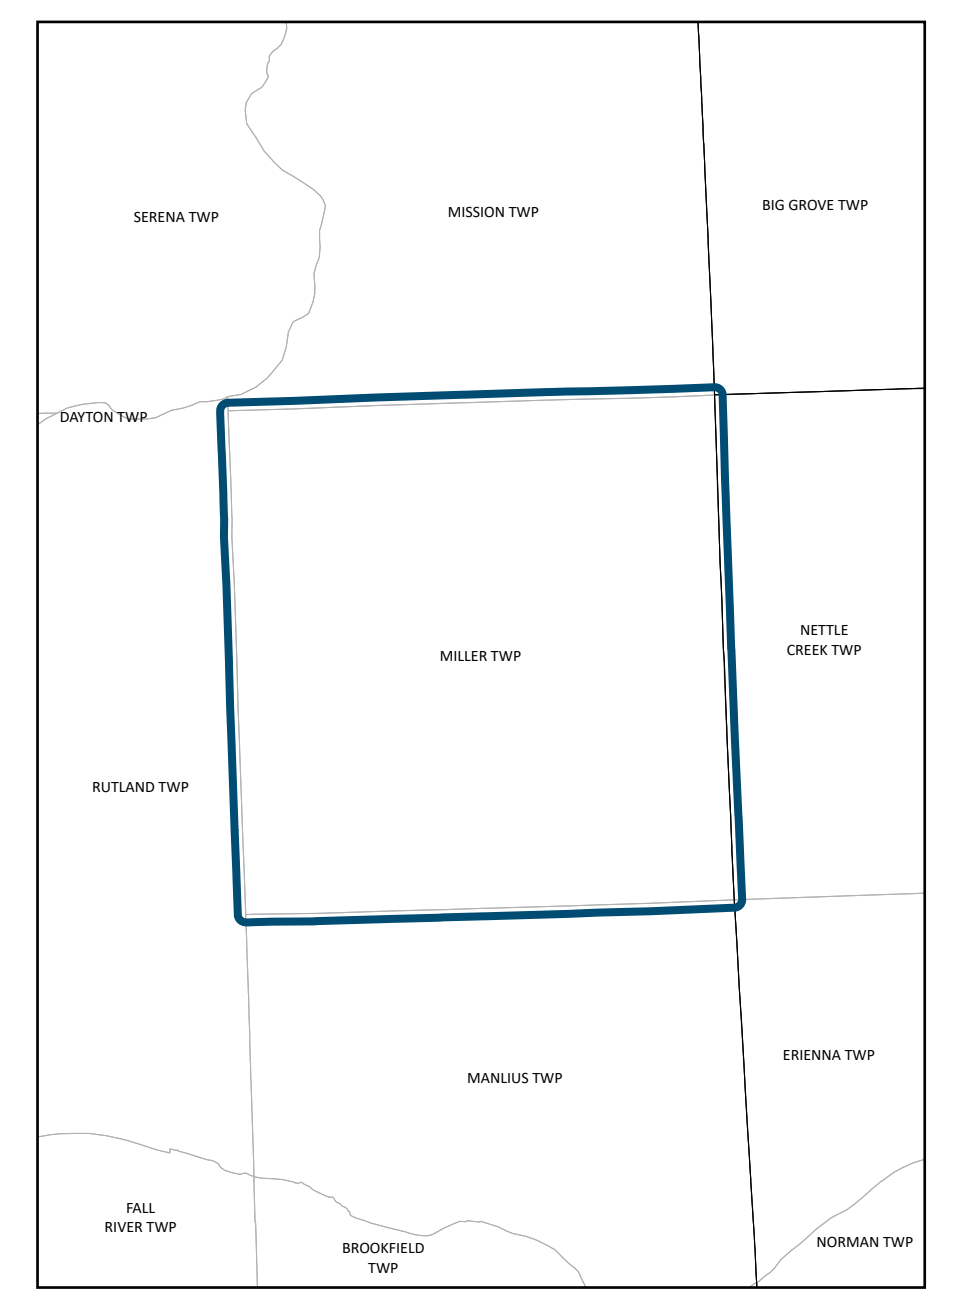 BIG GROVE TWP
MISSION TWP
SERENA TWP
DAYTON TWP
NETTLE
CREEK TWP
MILLER TWP
RUTLAND TWP
ERIENNA TWP
MANLIUS TWP
FALL
RIVER TWP
NORMAN TWP
BROOKFIELD
TWP